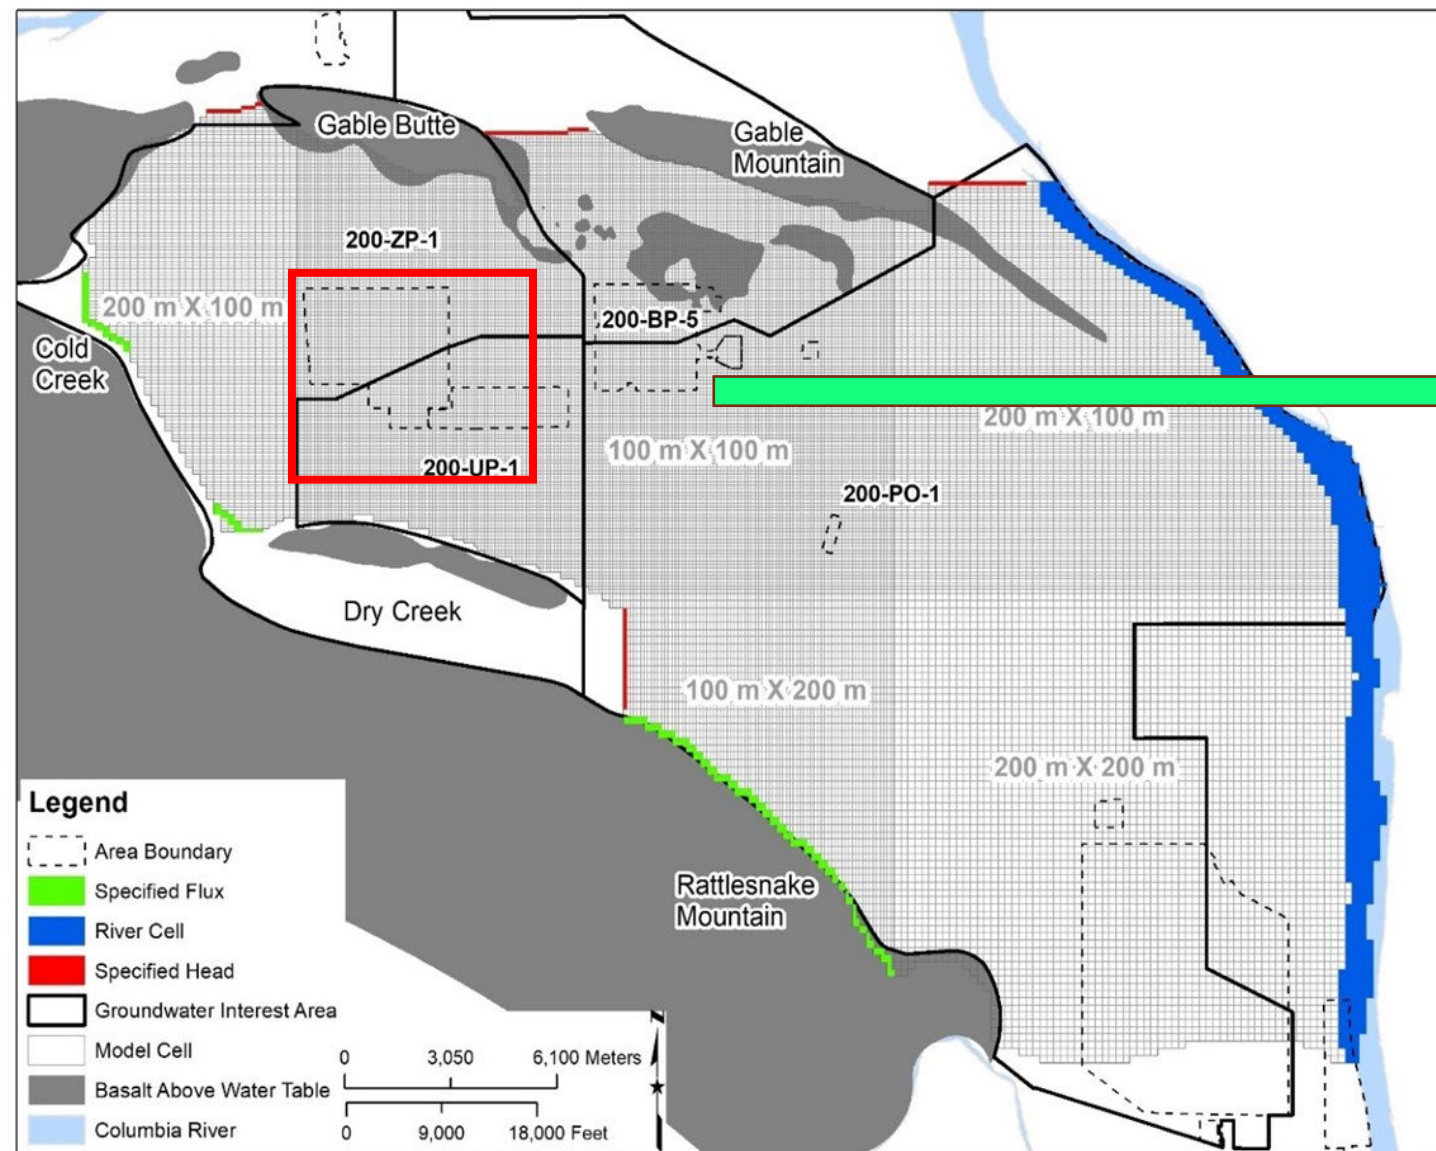 Gable Butte
Gable
Mountain
200-ZP-1
200 m X 100 m
200-BP-5
Cold
Creek
200 m X 100 m
100 m X 100 m
200-UP-1
200-PO-1
Dry Creek
100 m X 200 m
200 m X 200 m
Rattlesnake
Mountain
Legend
Area Boundary
Specified Flux
River Cell
Specified Head
Groundwater Interest Area
Model Cell
Basalt Above Water Table
Columbia River
0 3,050 6,100 Meters
0 9,000 18,000 Feet